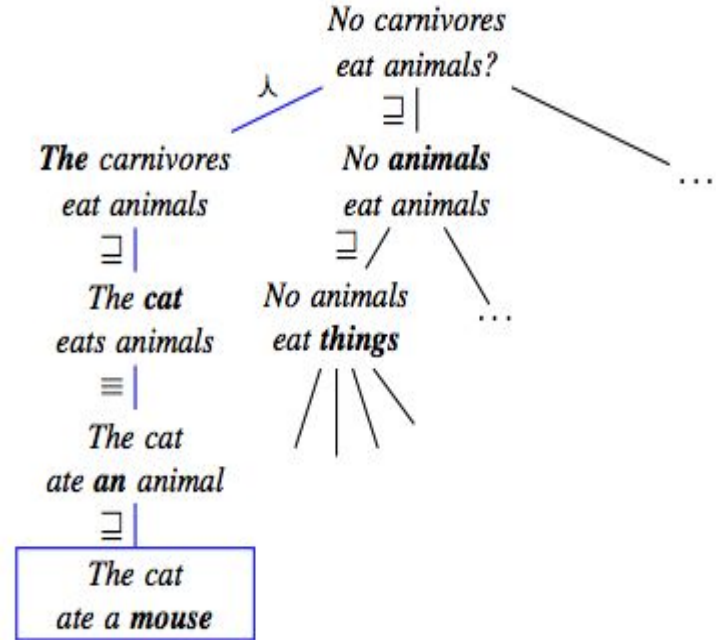 No carnivores
eat animals?
⋏
⊒
The carnivores
eat animals
No animals
eat animals
...
⊒
⊒
The cat
eats animals
No animals
eat things
...
≡
The cat
ate an animal
⊒
The cat
ate a mouse